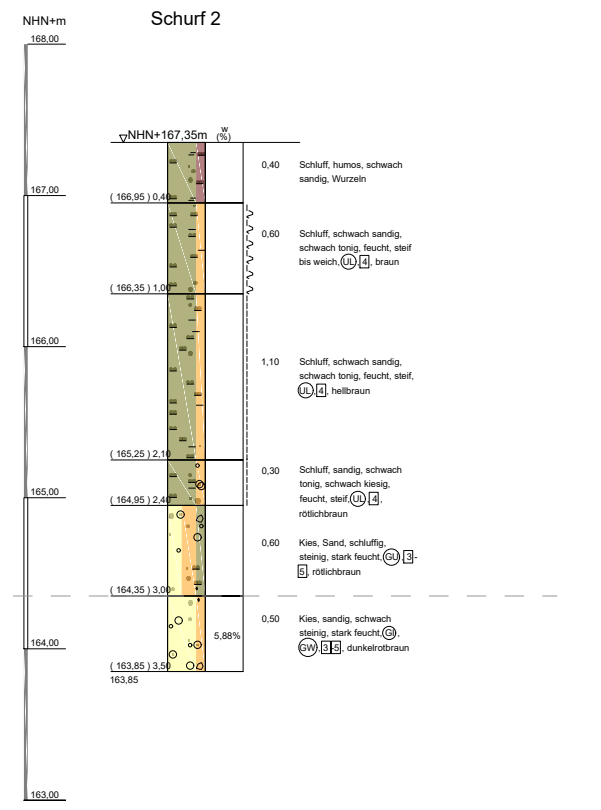 NHN+m
Schurf 2
168,00
NHN+167,35m
w
(%)
0,40
Schluff, humos, schwach
sandig, Wurzeln
167,00
( 166,95 ) 0,40
0,60
Schluff, schwach sandig,
schwach tonig, feucht, steif
bis weich, UL, 4, braun
( 166,35 ) 1,00
166,00
1,10
Schluff, schwach sandig,
schwach tonig, feucht, steif,
UL, 4, hellbraun
( 165,25 ) 2,10
0,30
Schluff, sandig, schwach
tonig, schwach kiesig,
feucht, steif, UL, 4,
rötlichbraun
165,00
( 164,95 ) 2,40
0,60
Kies, Sand, schluffig,
steinig, stark feucht, GU, 3-
5, rötlichbraun
( 164,35 ) 3,00
0,50
Kies, sandig, schwach
steinig, stark feucht, GI,
GW, 3-5, dunkelrotbraun
5,88%
164,00
( 163,85 ) 3,50
163,85
163,00